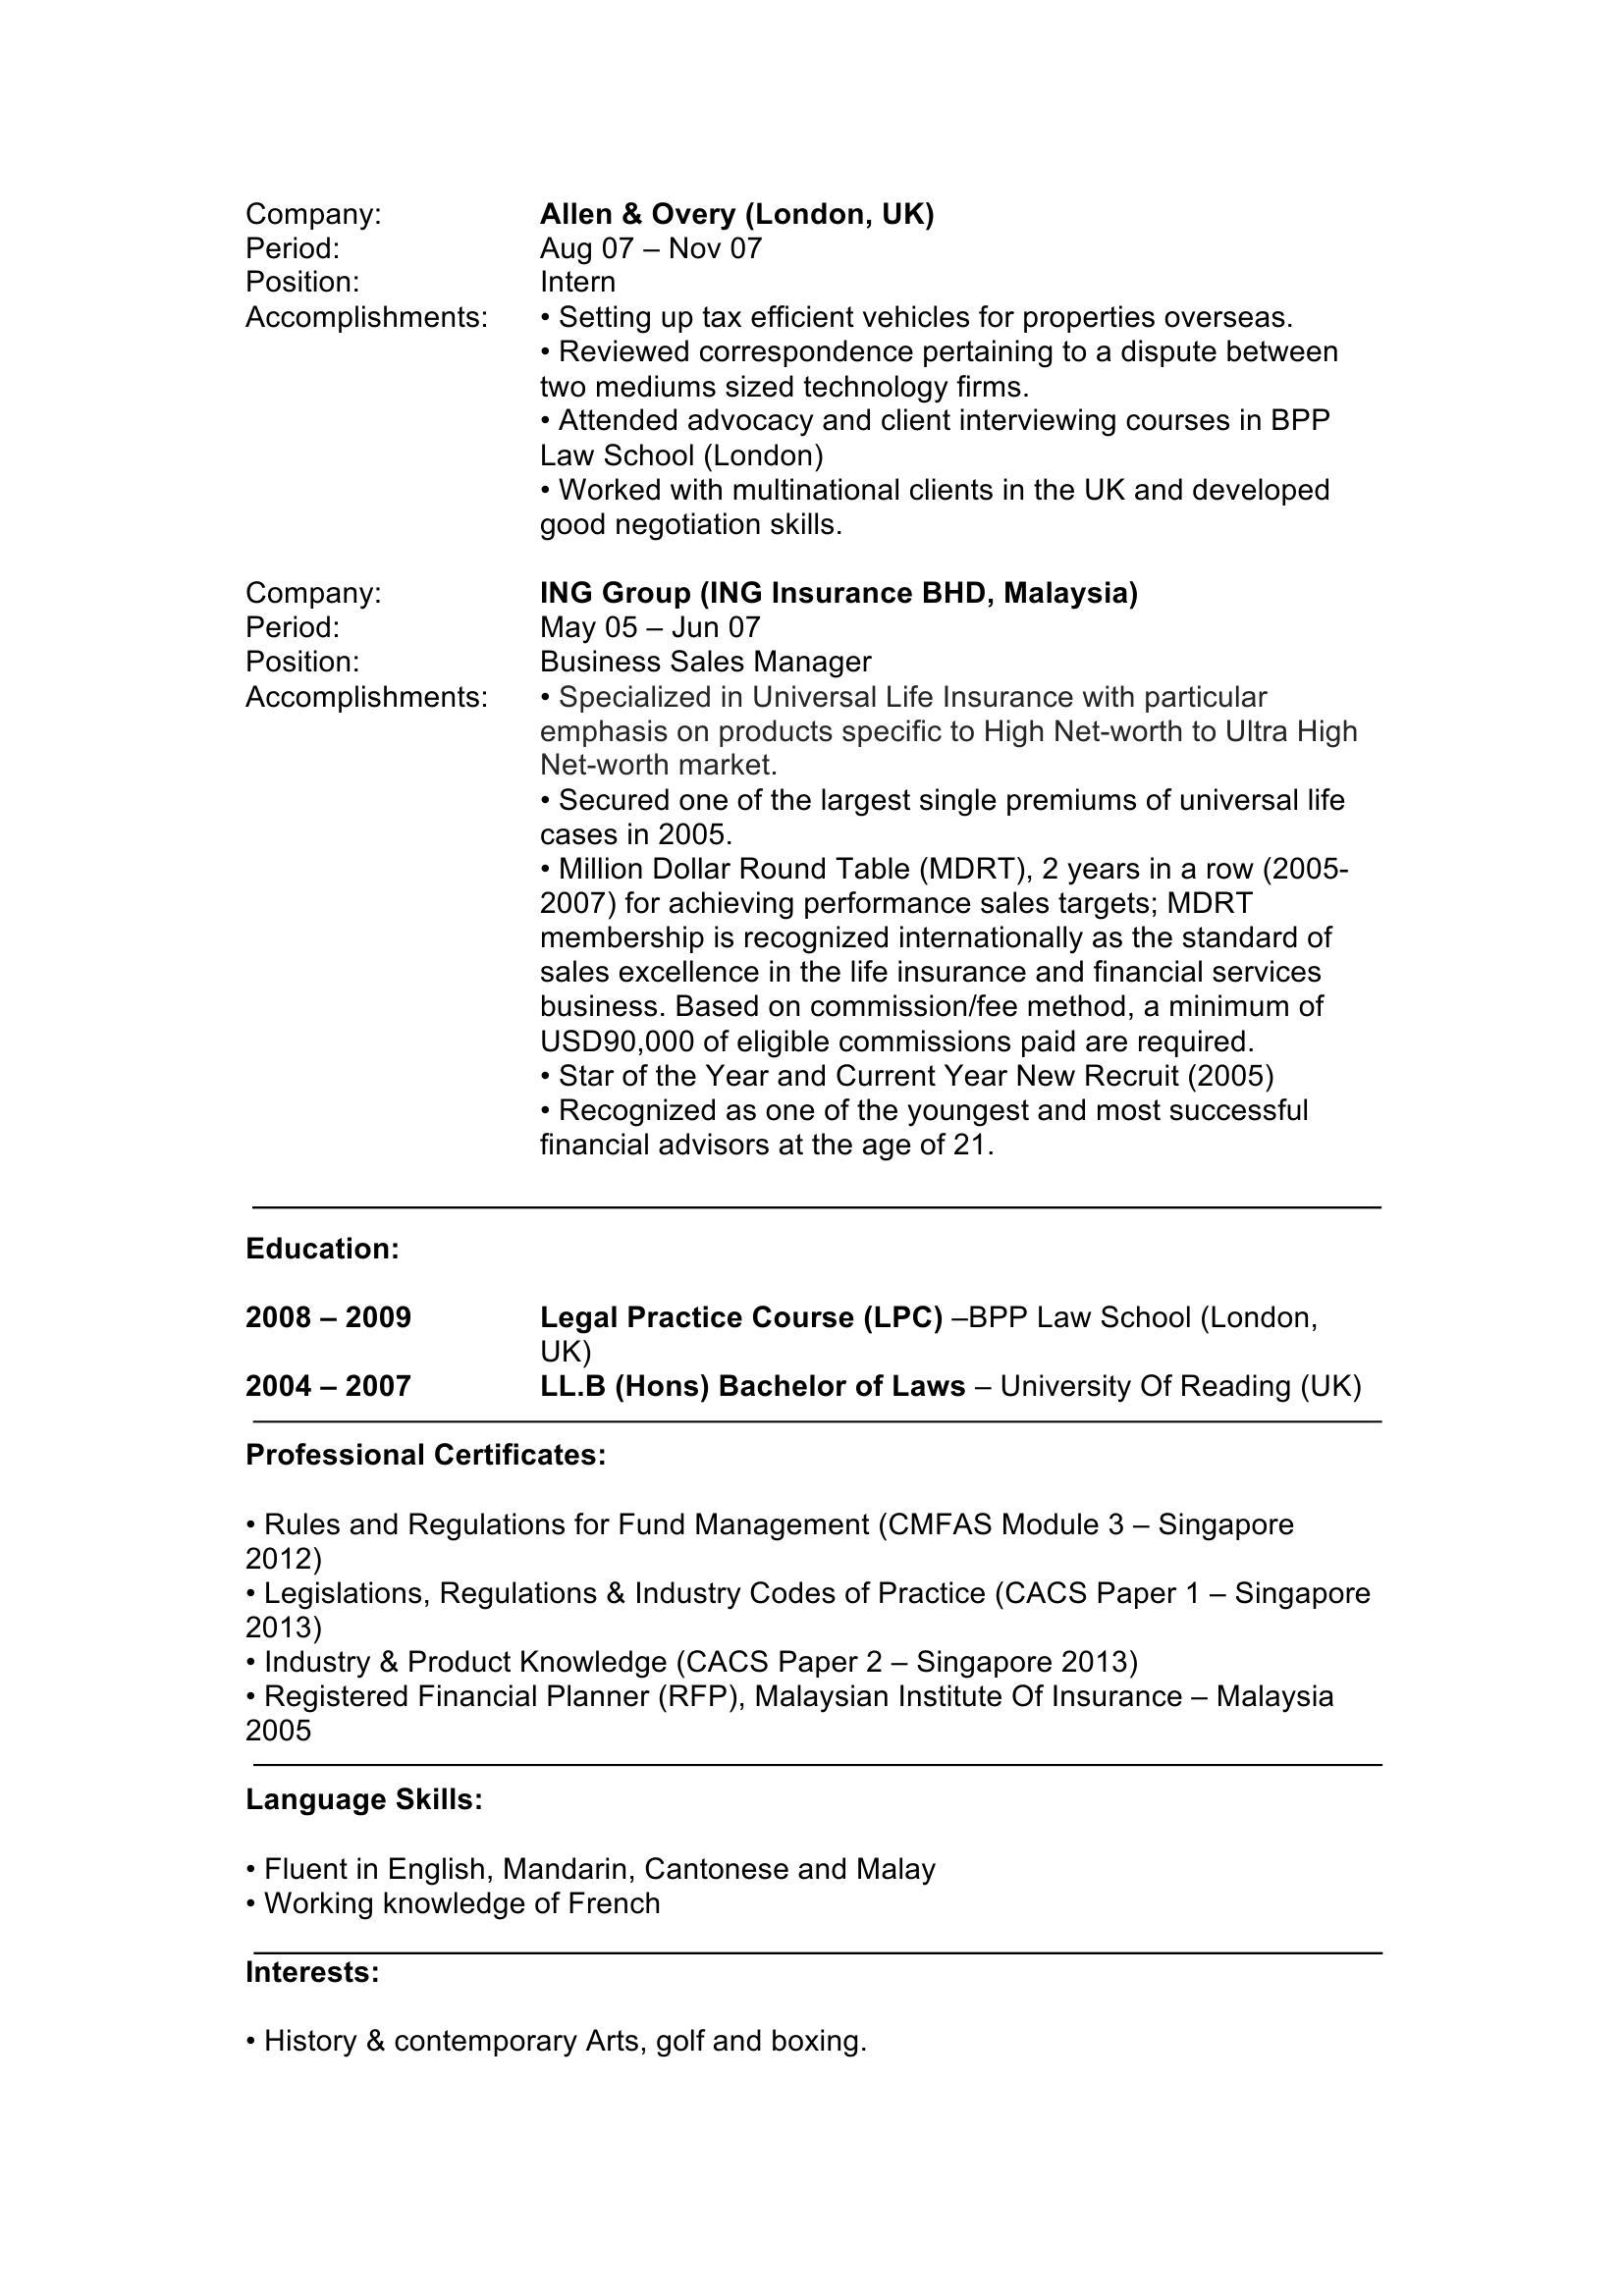 Company: Allen & Overy (London, UK)
Period: Aug 07 – Nov 07
Position: Intern
Accomplishments: • Setting up tax efficient vehicles for properties overseas.
• Reviewed correspondence pertaining to a dispute between
two mediums sized technology firms.
• Attended advocacy and client interviewing courses in BPP
Law School (London)
• Worked with multinational clients in the UK and developed
good negotiation skills.
Company: ING Group (ING Insurance BHD, Malaysia)
Period: May 05 – Jun 07
Position: Business Sales Manager
Accomplishments: • Specialized in Universal Life Insurance with particular
emphasis on products specific to High Net-worth to Ultra High
Net-worth market.
• Secured one of the largest single premiums of universal life
cases in 2005.
• Million Dollar Round Table (MDRT), 2 years in a row (2005-
2007) for achieving performance sales targets; MDRT
membership is recognized internationally as the standard of
sales excellence in the life insurance and financial services
business. Based on commission/fee method, a minimum of
USD90,000 of eligible commissions paid are required.
• Star of the Year and Current Year New Recruit (2005)
• Recognized as one of the youngest and most successful
financial advisors at the age of 21.
Education:
2008 – 2009 Legal Practice Course (LPC) –BPP Law School (London,
UK)
2004 – 2007 LL.B (Hons) Bachelor of Laws – University Of Reading (UK)
Professional Certificates:
• Rules and Regulations for Fund Management (CMFAS Module 3 – Singapore
2012)
• Legislations, Regulations & Industry Codes of Practice (CACS Paper 1 – Singapore
2013)
• Industry & Product Knowledge (CACS Paper 2 – Singapore 2013)
• Registered Financial Planner (RFP), Malaysian Institute Of Insurance – Malaysia
2005
Language Skills:
• Fluent in English, Mandarin, Cantonese and Malay
• Working knowledge of French
Interests:
• History & contemporary Arts, golf and boxing.